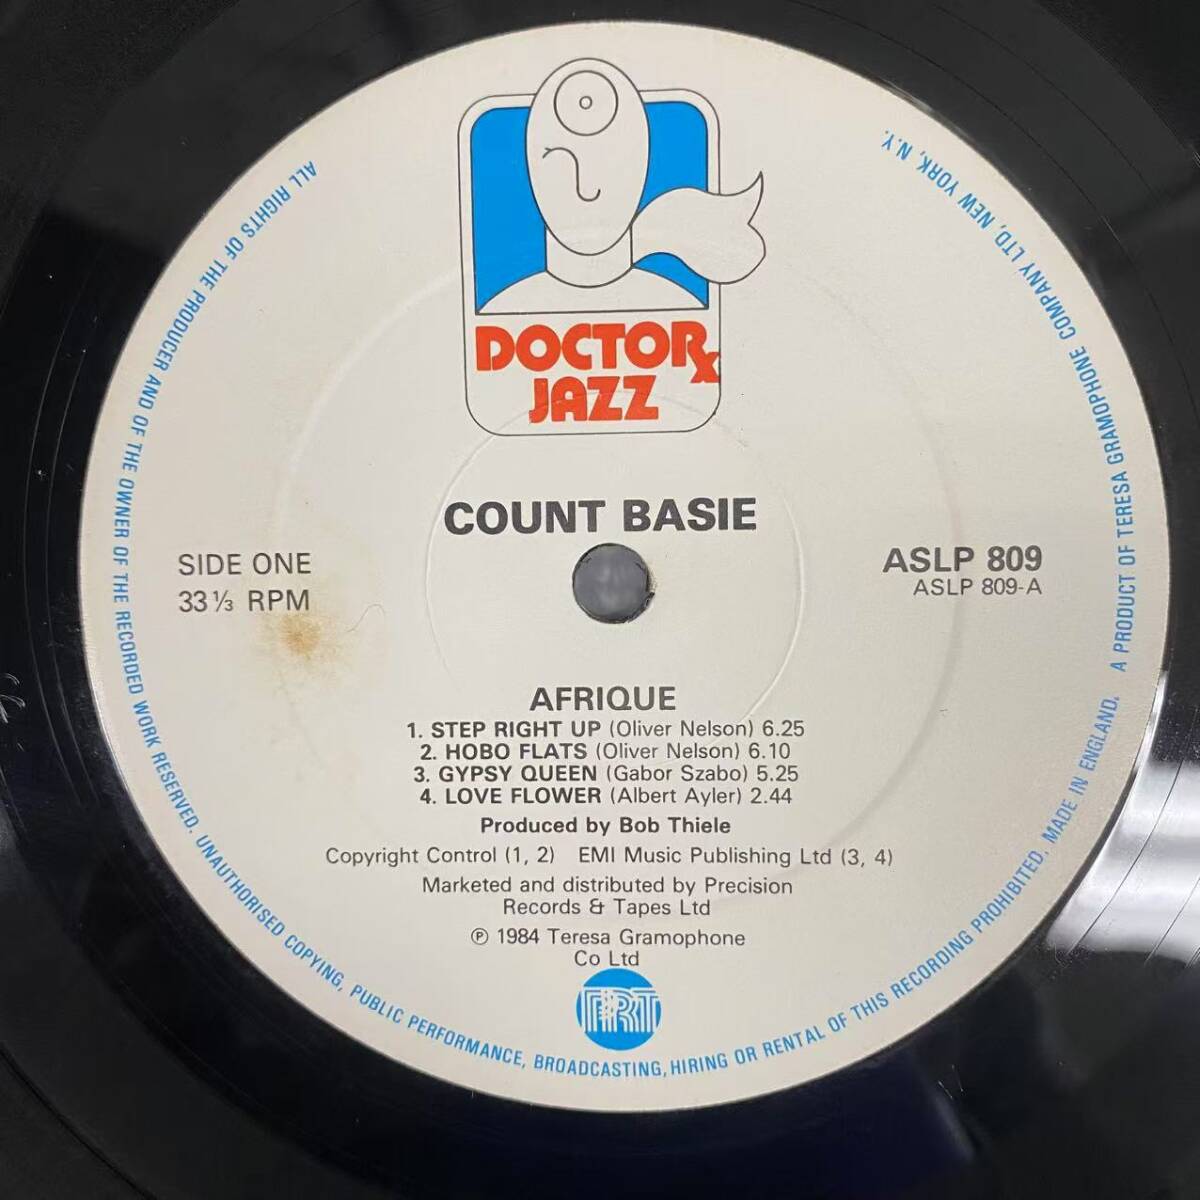 DOCTOR
JAZZ
COUNT BASIE
SIDE ONE
33 ⅓ RPM
ASLP 809
ASLP 809-A
AFRIQUE
1. STEP RIGHT UP (Oliver Nelson) 6.25
2. HOBO FLATS (Oliver Nelson) 6.10
3. GYPSY QUEEN (Gabor Szabo) 5.25
4. LOVE FLOWER (Albert Ayler) 2.44
Produced by Bob Thiele
Copyright Control (1, 2) EMI Music Publishing Ltd (3, 4)
Marketed and distributed by Precision
Records & Tapes Ltd
℗ 1984 Teresa Gramophone
Co Ltd
PRT
ALL RIGHTS OF THE PRODUCER AND OF THE OWNER OF THE RECORDED WORK RESERVED. UNAUTHORISED COPYING, PUBLIC PERFORMANCE, BROADCASTING, HIRING OR RENTAL OF THIS RECORDING PROHIBITED. MADE IN ENGLAND. A PRODUCT OF TERESA GRAMOPHONE COMPANY LTD, NEW YORK, N.Y.